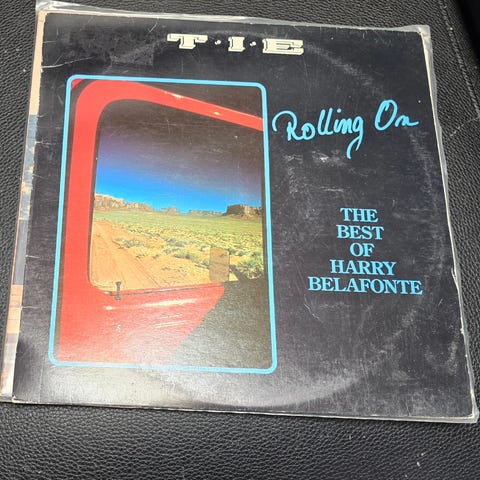 T·I·E
Rolling On
THE
BEST
OF
HARRY
BELAFONTE